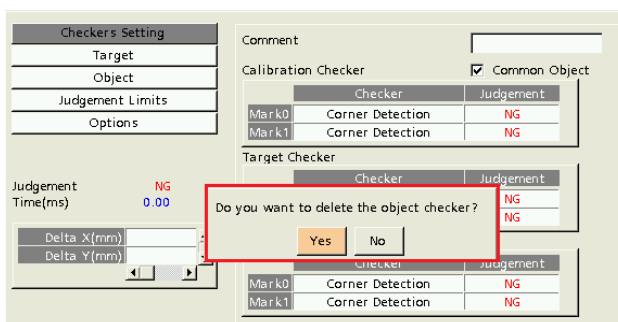 Checkers Setting
Target
Object
Judgement Limits
Options
Judgement NG
Time(ms) 0.00
Delta X(mm)
Delta Y(mm)
Comment
Calibration Checker Common Object
Checker Judgement
Mark0 Corner Detection NG
Mark1 Corner Detection NG
Target Checker
Checker Judgement
NG
NG
Do you want to delete the object checker?
Yes No
Checker Judgement
Mark0 Corner Detection NG
Mark1 Corner Detection NG